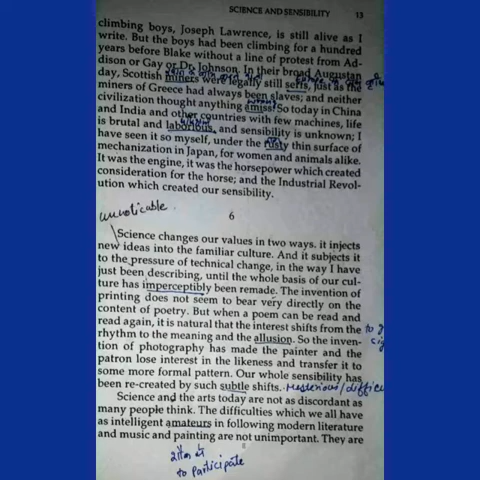 SCIENCE AND SENSIBILITY 13
climbing boys, Joseph Lawrence, is still alive as I
write. But the boys had been climbing for a hundred
years before Blake without a line of protest from Ad-
dison or Gay or Dr. Johnson. In their broad Augustan
day, Scottish miners were legally still serfs, just as the
miners of Greece had always been slaves; and neither
civilization thought anything amiss. So today in China
and India and other countries with few machines, life
is brutal and laborious, and sensibility is unknown; I
have seen it so myself, under the rusty thin surface of
mechanization in Japan, for women and animals alike.
It was the engine, it was the horsepower which created
consideration for the horse; and the Industrial Revol-
ution which created our sensibility.
unnoticable
6
Science changes our values in two ways. it injects
new ideas into the familiar culture. And it subjects it
to the pressure of technical change, in the way I have
just been describing, until the whole basis of our cul-
ture has imperceptibly been remade. The invention of
printing does not seem to bear very directly on the
content of poetry. But when a poem can be read and
read again, it is natural that the interest shifts from the
rhythm to the meaning and the allusion. So the inven-
tion of photography has made the painter and the
patron lose interest in the likeness and transfer it to
some more formal pattern. Our whole sensibility has
been re-created by such subtle shifts. mysterious/difficu
Science and the arts today are not as discordant as
many people think. The difficulties which we all have
as intelligent amateurs in following modern literature
and music and painting are not unimportant. They are
to participate